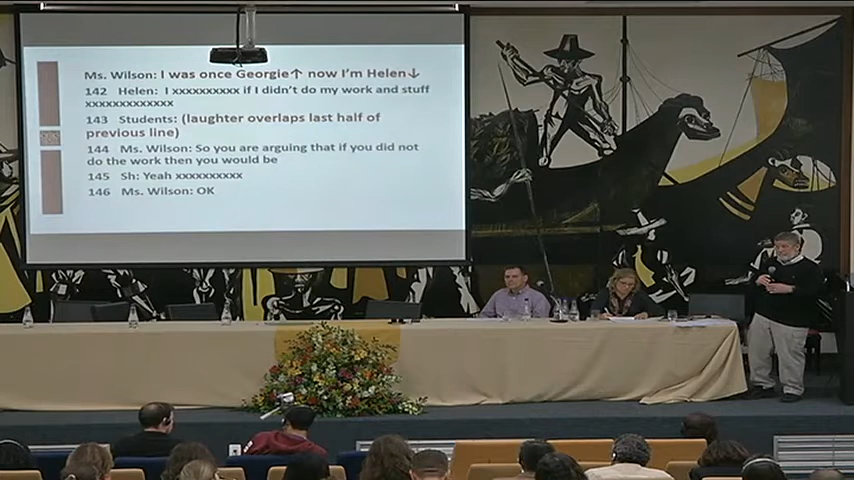 Ms. Wilson: I was once Georgie↑ now I'm Helen↓
142 Helen: I xxxxxxxxxx if I didn't do my work and stuff
xxxxxxxxxxxxx
143 Students: (laughter overlaps last half of
previous line)
144 Ms. Wilson: So you are arguing that if you did not
do the work then you would be
145 Sh: Yeah xxxxxxxxxx
146 Ms. Wilson: OK